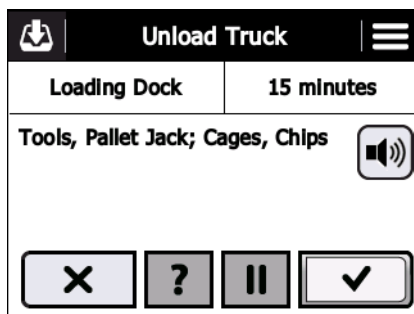 Unload Truck
Loading Dock
15 minutes
Tools, Pallet Jack; Cages, Chips
?